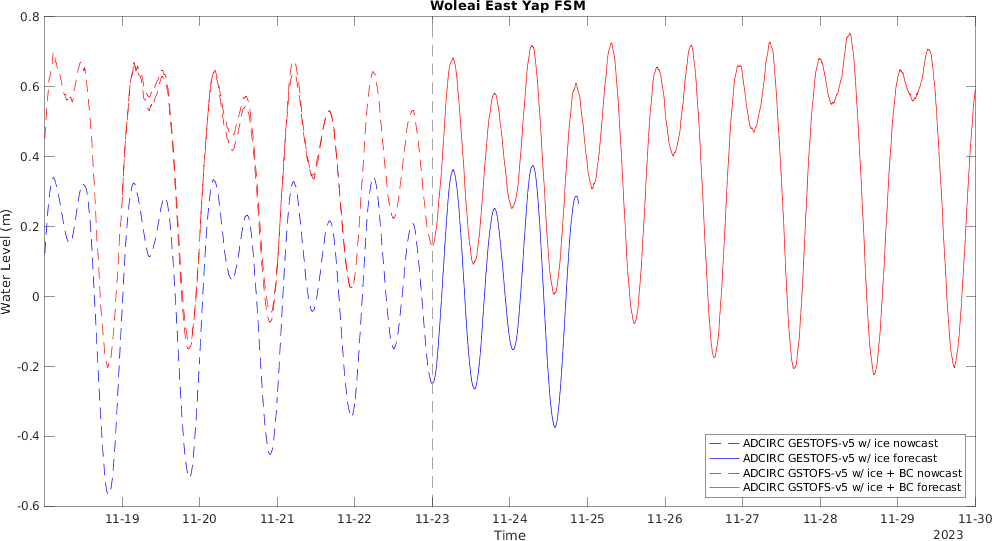 Woleai East Yap FSM
Water Level (m)
0.8
0.6
0.4
0.2
0
-0.2
-0.4
-0.6
ADCIRC GESTOFS-v5 w/ ice nowcast
ADCIRC GESTOFS-v5 w/ ice forecast
ADCIRC GSTOFS-v5 w/ ice + BC nowcast
ADCIRC GSTOFS-v5 w/ ice + BC forecast
11-19 11-20 11-21 11-22 11-23 11-24 11-25 11-26 11-27 11-28 11-29 11-30
Time
2023